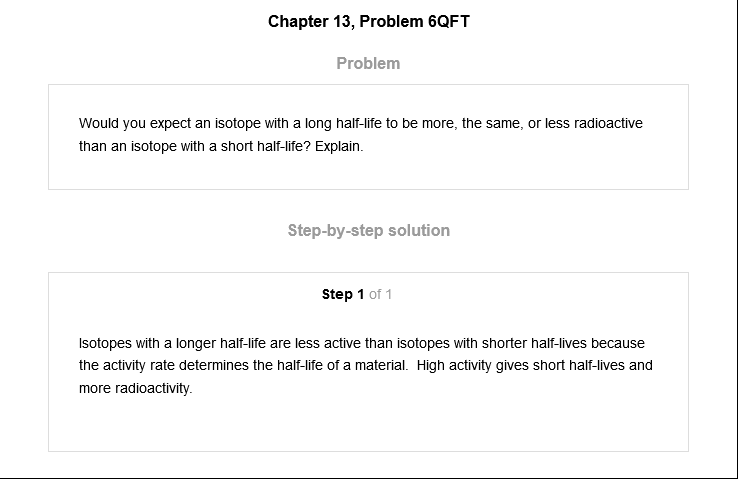 Chapter 13, Problem 6QFT
Problem
Would you expect an isotope with a long half-life to be more, the same, or less radioactive
than an isotope with a short half-life? Explain.
Step-by-step solution
Step 1 of 1
Isotopes with a longer half-life are less active than isotopes with shorter half-lives because
the activity rate determines the half-life of a material.  High activity gives short half-lives and
more radioactivity.